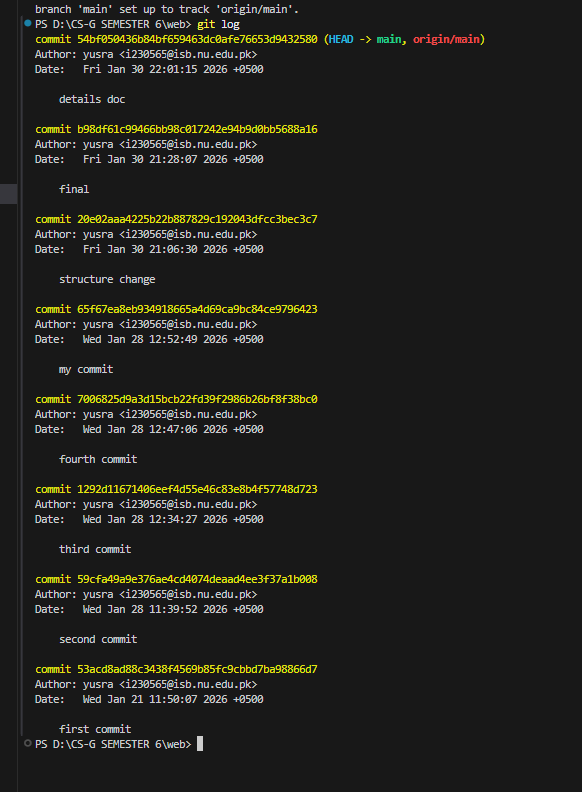 branch 'main' set up to track 'origin/main'.
PS D:\CS-G SEMESTER 6\web> git log
commit 54bf050436b84bf659463dc0afe76653d9432580 (HEAD -> main, origin/main)
Author: yusra <i230565@isb.nu.edu.pk>
Date:   Fri Jan 30 22:01:15 2026 +0500

    details doc

commit b98df61c99466bb98c017242e94b9d0bb5688a16
Author: yusra <i230565@isb.nu.edu.pk>
Date:   Fri Jan 30 21:28:07 2026 +0500

    final

commit 20e02aaa4225b22b887829c192043dfcc3bec3c7
Author: yusra <i230565@isb.nu.edu.pk>
Date:   Fri Jan 30 21:06:30 2026 +0500

    structure change

commit 65f67ea8eb934918665a4d69ca9bc84ce9796423
Author: yusra <i230565@isb.nu.edu.pk>
Date:   Wed Jan 28 12:52:49 2026 +0500

    my commit

commit 7006825d9a3d15bcb22fd39f2986b26bf8f38bc0
Author: yusra <i230565@isb.nu.edu.pk>
Date:   Wed Jan 28 12:47:06 2026 +0500

    fourth commit

commit 1292d11671406eef4d55e46c83e8b4f57748d723
Author: yusra <i230565@isb.nu.edu.pk>
Date:   Wed Jan 28 12:34:27 2026 +0500

    third commit

commit 59cfa49a9e376ae4cd4074deaad4ee3f37a1b008
Author: yusra <i230565@isb.nu.edu.pk>
Date:   Wed Jan 28 11:39:52 2026 +0500

    second commit

commit 53acd8ad88c3438f4569b85fc9cbbd7ba98866d7
Author: yusra <i230565@isb.nu.edu.pk>
Date:   Wed Jan 21 11:50:07 2026 +0500

    first commit
PS D:\CS-G SEMESTER 6\web>